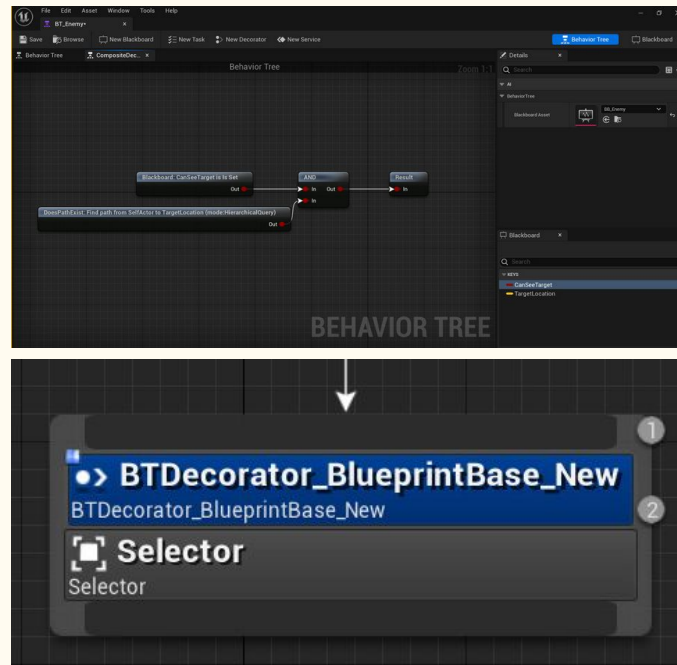 File Edit Asset Window Tools Help
BT_Enemy*
Save Browse New Blackboard New Task New Decorator New Service Behavior Tree Blackboard
Behavior Tree CompositeDec.. Details
Behavior Tree Zoom 1:1 Search
AI
BehaviorTree
Blackboard Asset BB_Enemy
Blackboard: CanSeeTarget is Is Set AND Result
Out In Out In
In
DoesPathExist: Find path from SelfActor to TargetLocation (mode:HierarchicalQuery)
Out
Blackboard
Search
KEYS
CanSeeTarget
TargetLocation
BEHAVIOR TREE
1
BTDecorator_BlueprintBase_New
BTDecorator_BlueprintBase_New 2
Selector
Selector